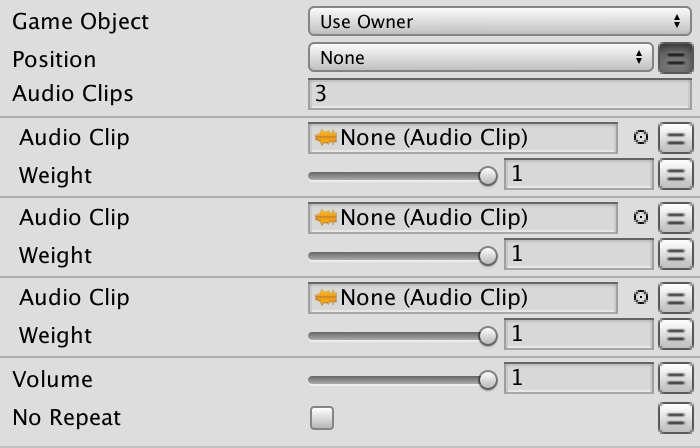 Game Object Use Owner
Position None
Audio Clips 3
Audio Clip None (Audio Clip)
Weight 1
Audio Clip None (Audio Clip)
Weight 1
Audio Clip None (Audio Clip)
Weight 1
Volume 1
No Repeat